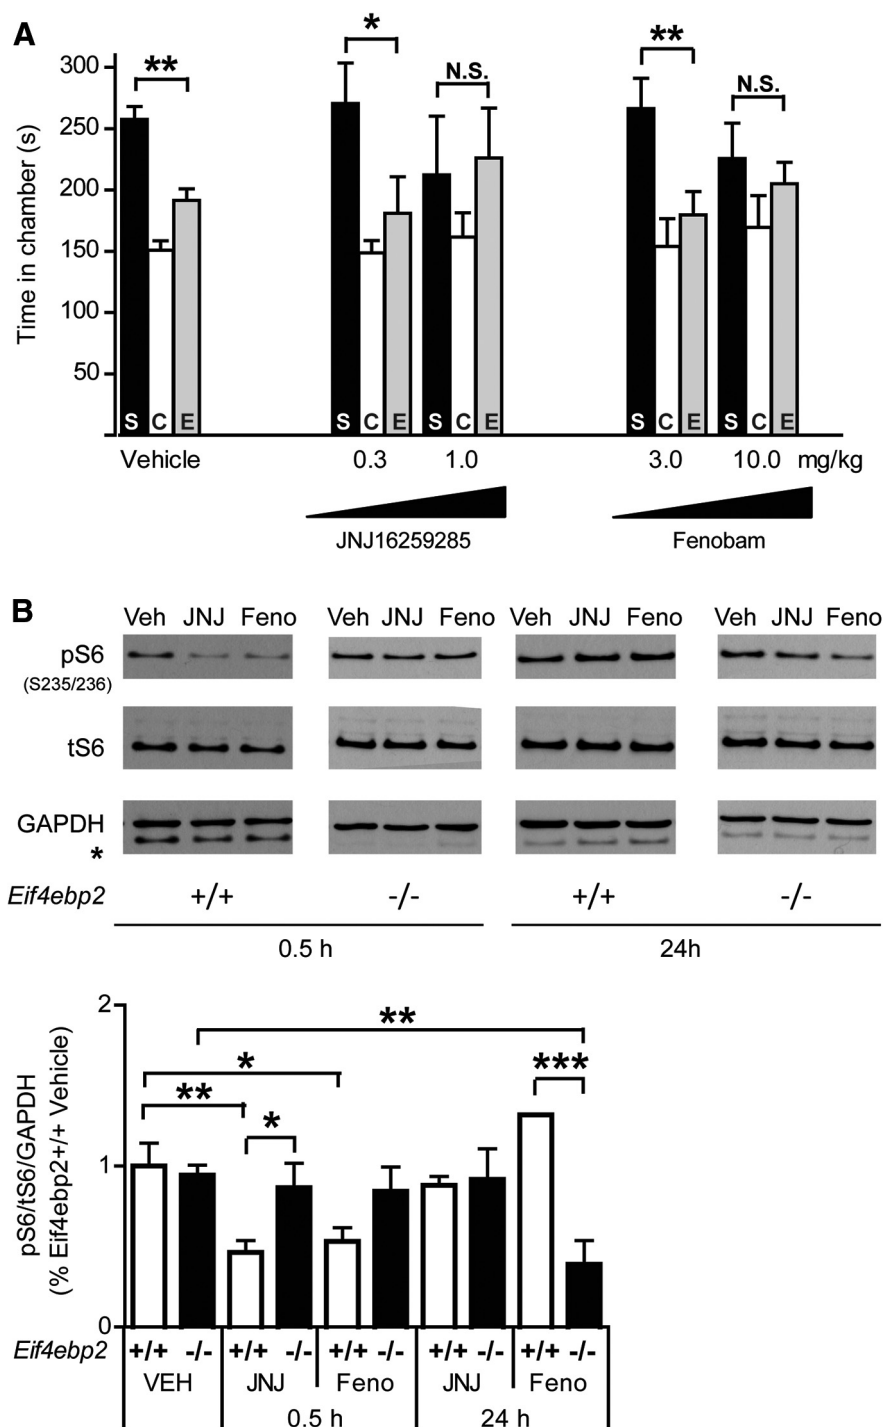 A
** * N.S. ** N.S.
Time in chamber (s)
300
250
200
150
100
50
S C E S C E S C E S C E S C E
Vehicle 0.3 1.0 3.0 10.0 mg/kg
JNJ16259285 Fenobam
B
Veh JNJ Feno Veh JNJ Feno Veh JNJ Feno Veh JNJ Feno
pS6
(S235/236)
tS6
GAPDH
*
Eif4ebp2 +/+ -/- +/+ -/-
0.5 h 24h
pS6/tS6/GAPDH
(% Eif4ebp2+/+ Vehicle)
2
1
0
**
* ***
**
*
Eif4ebp2 +/+ -/- +/+ -/- +/+ -/- +/+ -/- +/+ -/-
VEH JNJ Feno JNJ Feno
0.5 h 24 h